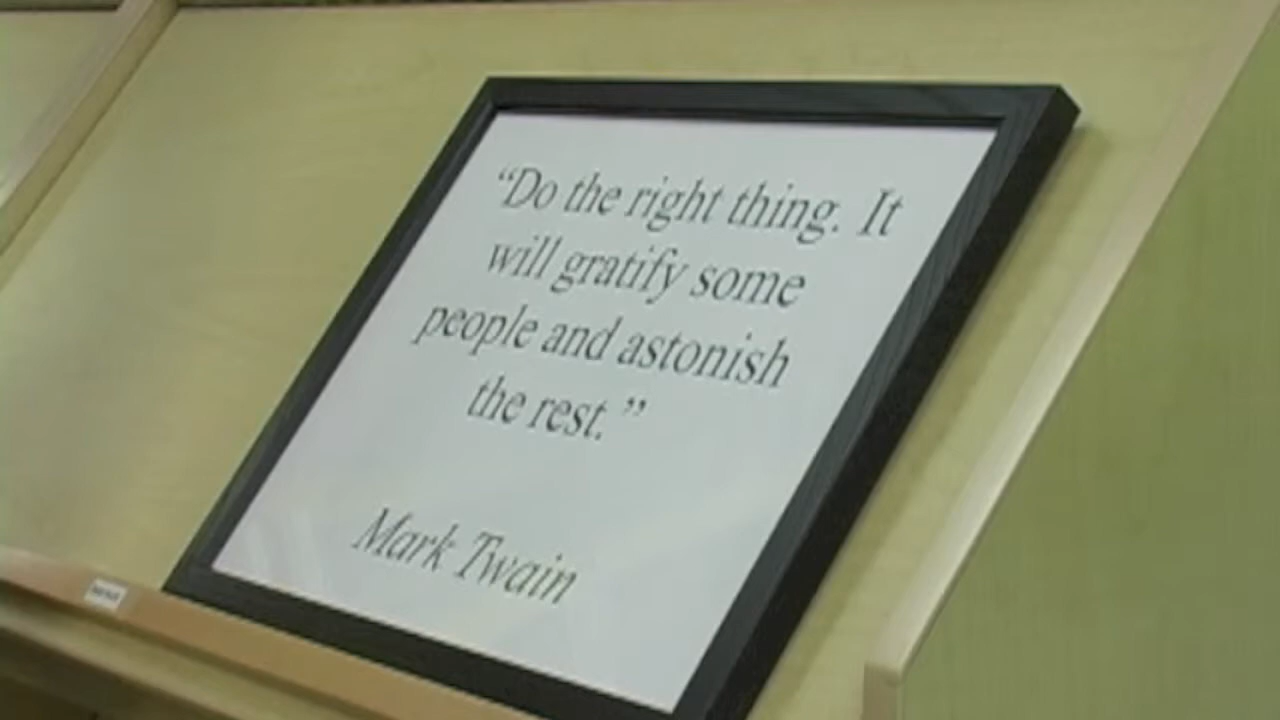 “Do the right thing. It
will gratify some
people and astonish
the rest.”
Mark Twain